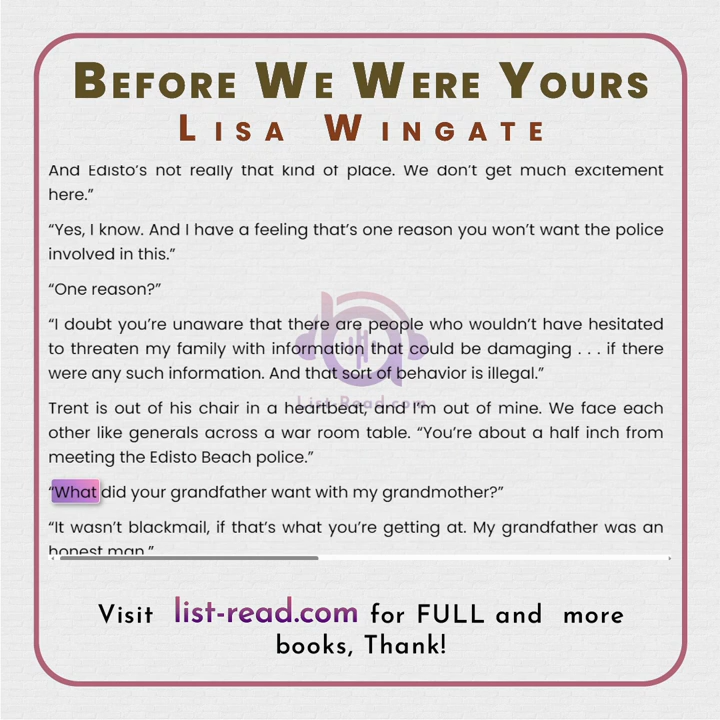 BEFORE WE WERE YOURS
LISA WINGATE
And Edisto’s not really that kind of place. We don’t get much excitement
here.”
“Yes, I know. And I have a feeling that’s one reason you won’t want the police
involved in this.”
“One reason?”
“I doubt you’re unaware that there are people who wouldn’t have hesitated
to threaten my family with information that could be damaging . . . if there
were any such information. And that sort of behavior is illegal.”
List-Read.com
Trent is out of his chair in a heartbeat, and I’m out of mine. We face each
other like generals across a war room table. “You’re about a half inch from
meeting the Edisto Beach police.”
“What did your grandfather want with my grandmother?”
“It wasn’t blackmail, if that’s what you’re getting at. My grandfather was an
honest man.”
Visit list-read.com for FULL and more
books, Thank!